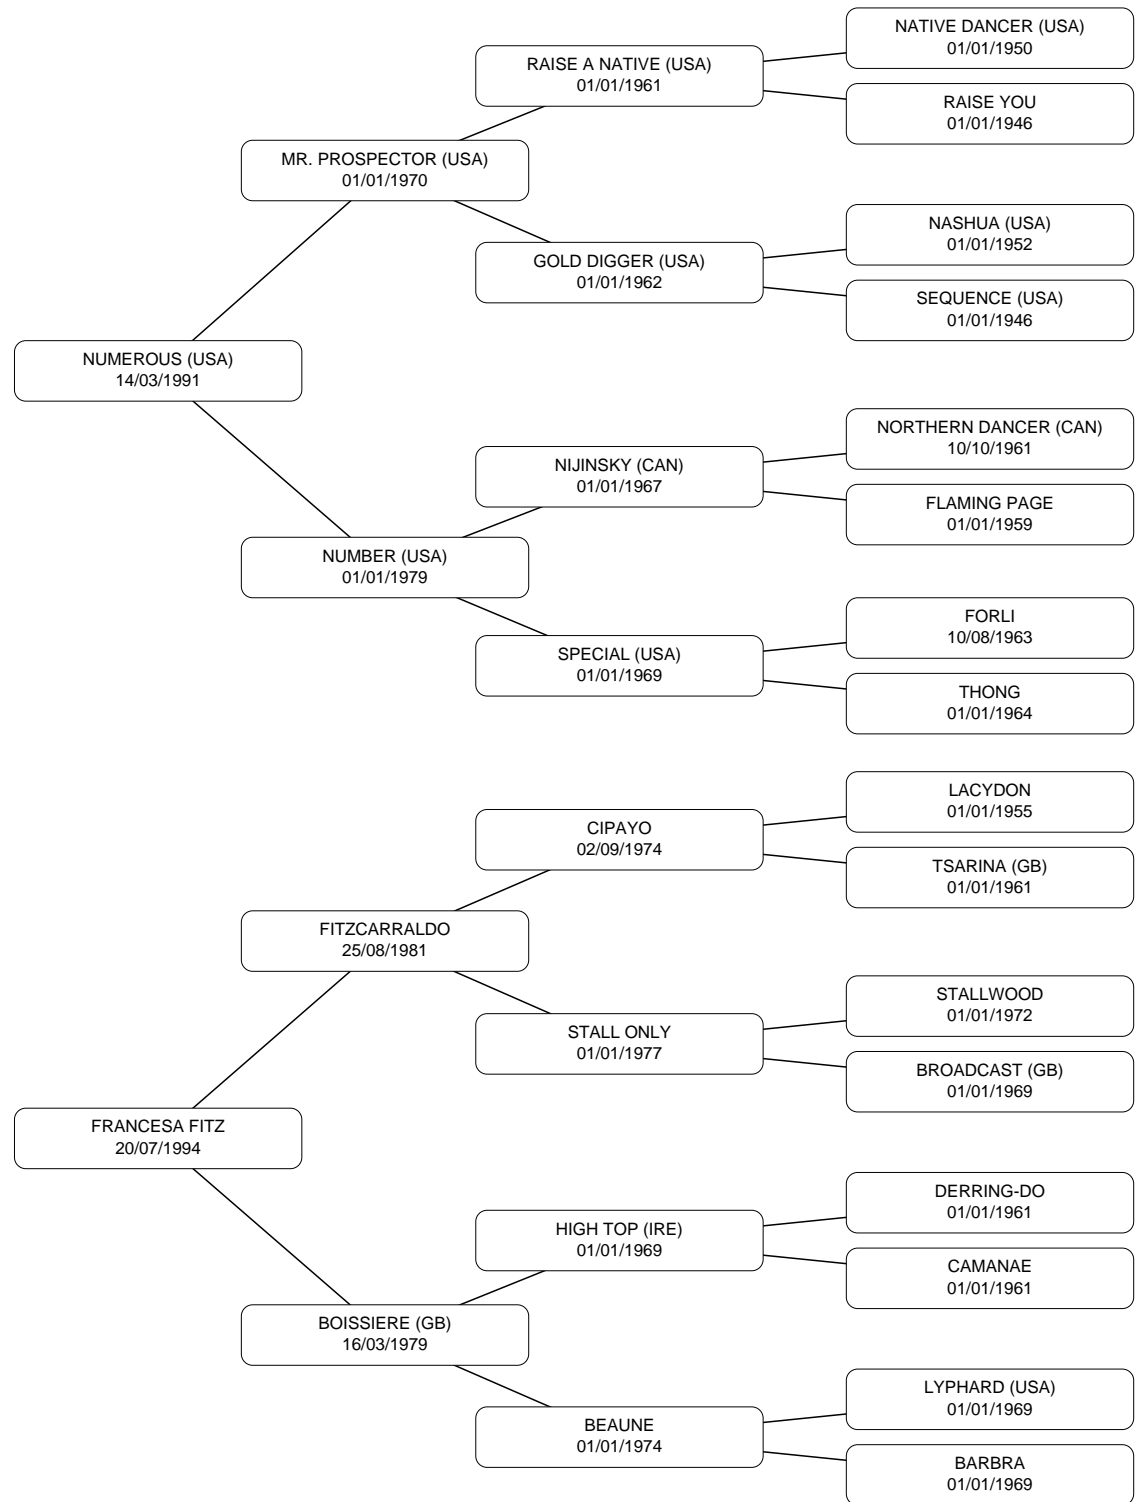 NATIVE DANCER (USA)
01/01/1950
RAISE A NATIVE (USA)
01/01/1961
RAISE YOU
01/01/1946
MR. PROSPECTOR (USA)
01/01/1970
NASHUA (USA)
01/01/1952
GOLD DIGGER (USA)
01/01/1962
SEQUENCE (USA)
01/01/1946
NUMEROUS (USA)
14/03/1991
NORTHERN DANCER (CAN)
10/10/1961
NIJINSKY (CAN)
01/01/1967
FLAMING PAGE
01/01/1959
NUMBER (USA)
01/01/1979
FORLI
10/08/1963
SPECIAL (USA)
01/01/1969
THONG
01/01/1964
LACYDON
01/01/1955
CIPAYO
02/09/1974
TSARINA (GB)
01/01/1961
FITZCARRALDO
25/08/1981
STALLWOOD
01/01/1972
STALL ONLY
01/01/1977
BROADCAST (GB)
01/01/1969
FRANCESA FITZ
20/07/1994
DERRING-DO
01/01/1961
HIGH TOP (IRE)
01/01/1969
CAMANAE
01/01/1961
BOISSIERE (GB)
16/03/1979
LYPHARD (USA)
01/01/1969
BEAUNE
01/01/1974
BARBRA
01/01/1969